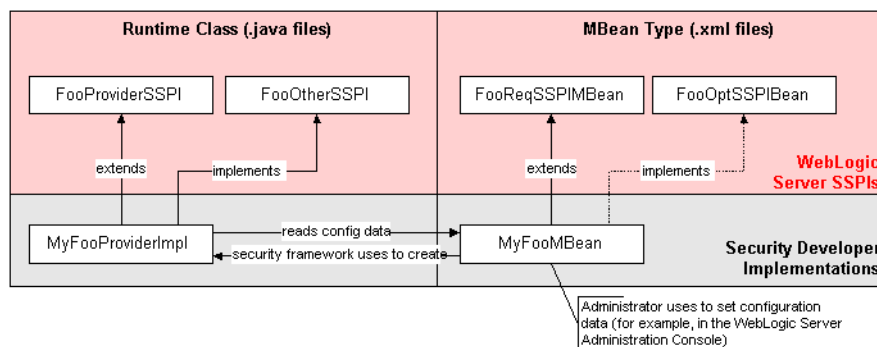 Runtime Class (.java files)
MBean Type (.xml files)
FooProviderSSPI
FooOtherSSPI
FooReqSSPIMBean
FooOptSSPIBean
extends
implements
extends
implements
WebLogic
Server SSPIs
MyFooProviderImpl
reads config data
security framework uses to create
MyFooMBean
Security Developer
Implementations
Administrator uses to set configuration
data (for example, in the WebLogic Server
Administration Console)